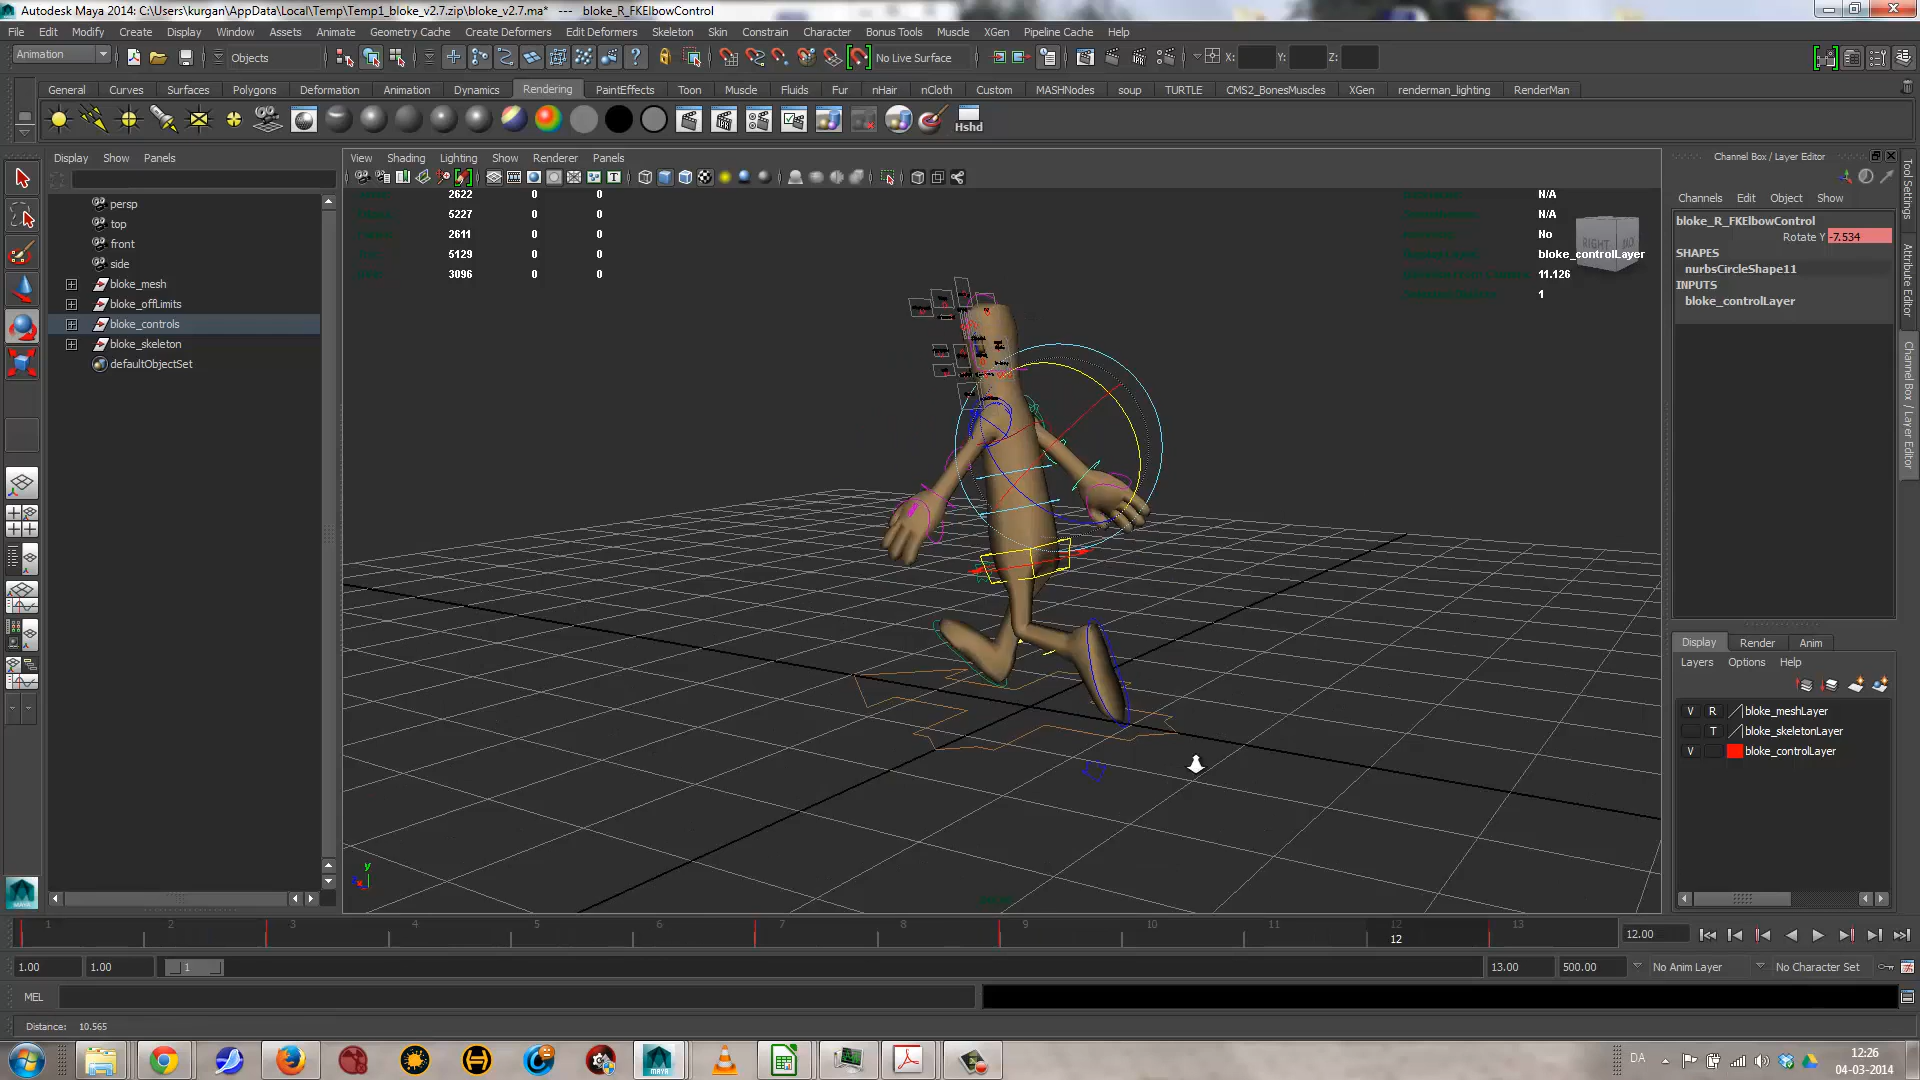 Autodesk Maya 2014: C:\Users\kurgan\AppData\Local\Temp\Temp1_bloke_v2.7.zip\bloke_v2.7.ma* --- bloke_R_FKElbowControl
File Edit Modify Create Display Window Assets Animate Geometry Cache Create Deformers Edit Deformers Skeleton Skin Constrain Character Bonus Tools Muscle XGen Pipeline Cache Help
Animation Objects No Live Surface X: Y: Z:
General Curves Surfaces Polygons Deformation Animation Dynamics Rendering PaintEffects Toon Muscle Fluids Fur nHair nCloth Custom MASHNodes soup TURTLE CMS2_BonesMuscles XGen renderman_lighting RenderMan
Hshd
Display Show Panels
persp
top
front
side
bloke_mesh
bloke_offLimits
bloke_controls
bloke_skeleton
defaultObjectSet
View Shading Lighting Show Renderer Panels
2622 0 0
5227 0 0
2611 0 0
5129 0 0
3096 0 0
N/A
N/A
No
bloke_controlLayer
11.126
1
RIGHT
y
Channel Box / Layer Editor
Channels Edit Object Show
bloke_R_FKElbowControl
Rotate Y -7.534
SHAPES
nurbsCircleShape11
INPUTS
bloke_controlLayer
Tool Settings
Attribute Editor
Channel Box / Layer Editor
Display Render Anim
Layers Options Help
V R bloke_meshLayer
T bloke_skeletonLayer
V bloke_controlLayer
1 2 3 4 5 6 7 8 9 10 11 12 13
12
12.00
1.00 1.00 1 13.00 500.00 No Anim Layer No Character Set
MEL
Distance: 10.565
MAYA
DA
12:26
04-03-2014